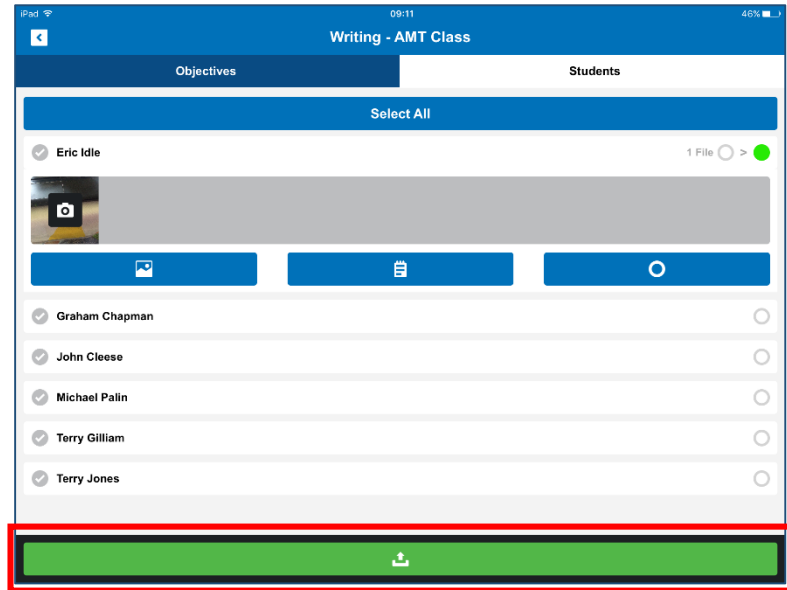 iPad 09:11 46%
Writing - AMT Class
Objectives Students
Select All
Eric Idle 1 File >
Graham Chapman
John Cleese
Michael Palin
Terry Gilliam
Terry Jones